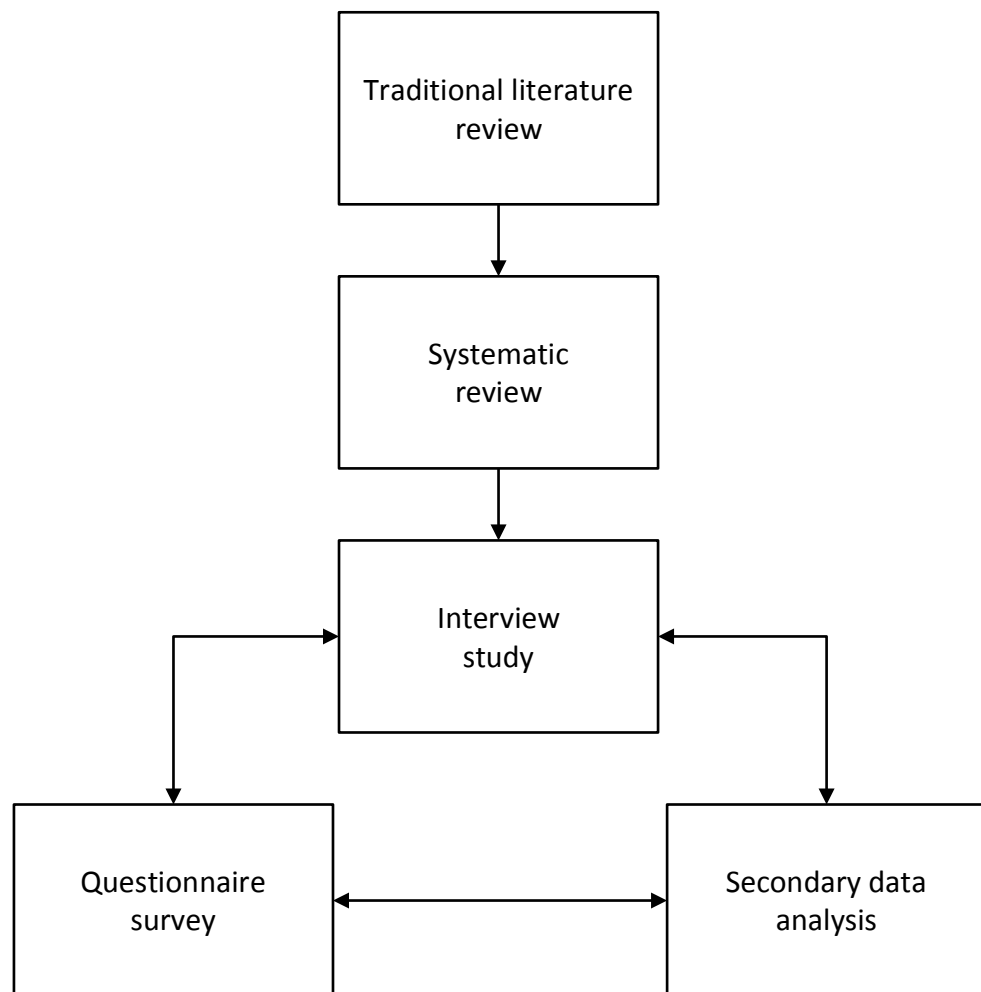 Traditional literature
review
Systematic
review
Interview
study
Questionnaire
survey
Secondary data
analysis